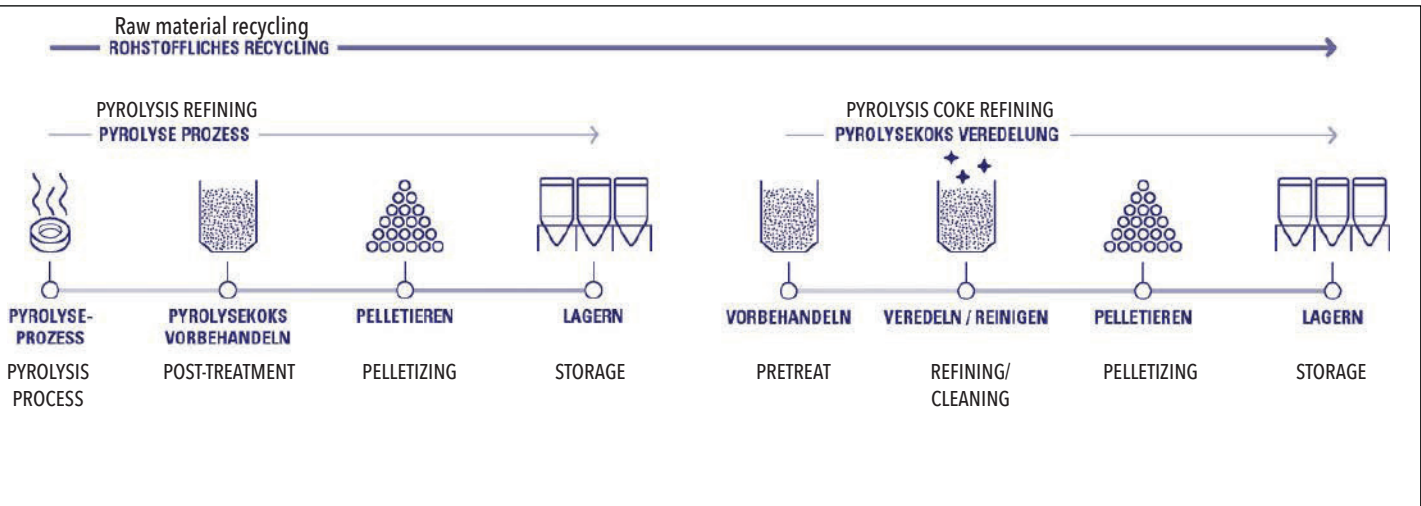 Raw material recycling
ROHSTOFFLICHES RECYCLING
PYROLYSIS REFINING
PYROLYSE PROZESS
PYROLYSIS COKE REFINING
PYROLYSEKOKS VEREDELUNG
PYROLYSE-
PROZESS
PYROLYSEKOKS
VORBEHANDELN
PELLETIEREN
LAGERN
VORBEHANDELN
VEREDELN / REINIGEN
PELLETIEREN
LAGERN
PYROLYSIS
PROCESS
POST-TREATMENT
PELLETIZING
STORAGE
PRETREAT
REFINING/
CLEANING
PELLETIZING
STORAGE